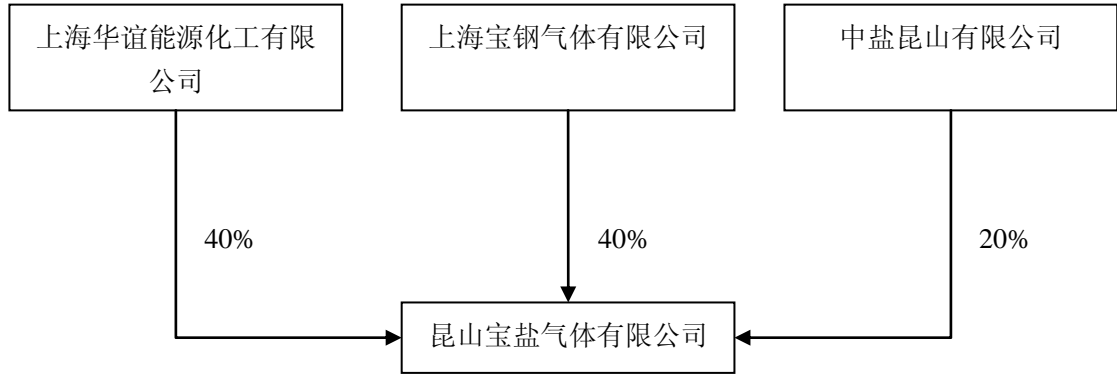 上海华谊能源化工有限
公司
上海宝钢气体有限公司
中盐昆山有限公司
40%
40%
20%
昆山宝盐气体有限公司